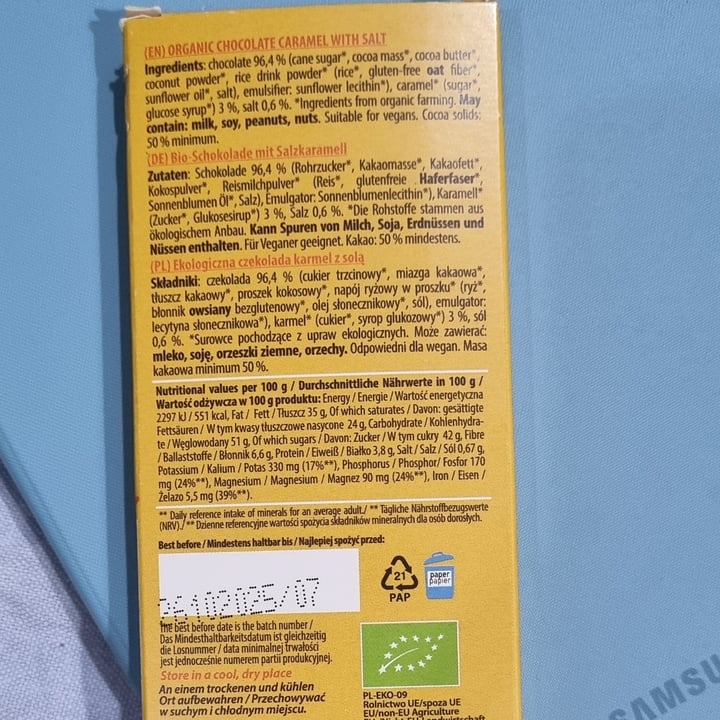 (EN) ORGANIC CHOCOLATE CARAMEL WITH SALT
Ingredients: chocolate 96,4 % (cane sugar*, cocoa mass*, cocoa butter*,
coconut powder*, rice drink powder* (rice*, gluten-free oat fiber*,
sunflower oil*, salt), emulsifier: sunflower lecithin*), caramel* (sugar*,
glucose syrup*) 3 %, salt 0,6 %. *Ingredients from organic farming. May
contain: milk, soy, peanuts, nuts. Suitable for vegans. Cocoa solids:
50 % minimum.
(DE) Bio-Schokolade mit Salzkaramell
Zutaten: Schokolade 96,4 % (Rohrzucker*, Kakaomasse*, Kakaofett*,
Kokospulver*, Reismilchpulver* (Reis*, glutenfreie Haferfaser*,
Sonnenblumen Öl*, Salz), Emulgator: Sonnenblumenlecithin*), Karamell*
(Zucker*, Glukosesirup*) 3 %, Salz 0,6 %. *Die Rohstoffe stammen aus
ökologischem Anbau. Kann Spuren von Milch, Soja, Erdnüssen und
Nüssen enthalten. Für Veganer geeignet. Kakao: 50 % mindestens.
(PL) Ekologiczna czekolada karmel z solą
Składniki: czekolada 96,4 % (cukier trzcinowy*, miazga kakaowa*,
tłuszcz kakaowy*, proszek kokosowy*, napój ryżowy w proszku* (ryż*,
błonnik owsiany bezglutenowy*, olej słonecznikowy*, sól), emulgator:
lecytyna słonecznikowa*), karmel* (cukier*, syrop glukozowy*) 3 %, sól
0,6 %. *Surowce pochodzące z upraw ekologicznych. Może zawierać:
mleko, soję, orzeszki ziemne, orzechy. Odpowiedni dla wegan. Masa
kakaowa minimum 50 %.
Nutritional values per 100 g / Durchschnittliche Nährwerte in 100 g /
Wartość odżywcza w 100 g produktu: Energy / Energie / Wartość energetyczna
2297 kJ / 551 kcal, Fat / Fett / Tłuszcz 35 g, Of which saturates / Davon: gesättigte
Fettsäuren / W tym kwasy tłuszczowe nasycone 24 g, Carbohydrate / Kohlenhydra-
te / Węglowodany 51 g, Of which sugars / Davon: Zucker / W tym cukry 42 g, Fibre
/ Ballaststoffe / Błonnik 6,6 g, Protein / Eiweiß / Białko 3,8 g, Salt / Salz / Sól 0,67 g,
Potassium / Kalium / Potas 330 mg (17%**), Phosphorus / Phosphor/ Fosfor 170
mg (24%**), Magnesium / Magnesium / Magnez 90 mg (24%**), Iron / Eisen /
Żelazo 5,5 mg (39%**).
** Daily reference intake of minerals for an average adult./ ** Tägliche Nährstoffbezugswerte
(NRV)./** Dzienne referencyjne wartości spożycia składników mineralnych dla osób dorosłych.
Best before / Mindestens haltbar bis / Najlepiej spożyć przed:
26102025/07
21
PAP
paper
papier
The best before date is the batch number /
Das Mindesthaltbarkeitsdatum ist gleichzeitig
die Losnummer / data minimalnej trwałości
jest jednocześnie numerem partii produkcyjnej.
Store in a cool, dry place
An einem trockenen und kühlen
Ort aufbewahren / Przechowywać
w suchym i chłodnym miejscu.
PL-EKO-09
Rolnictwo UE/spoza UE
EU/non-EU Agriculture
SAMSU